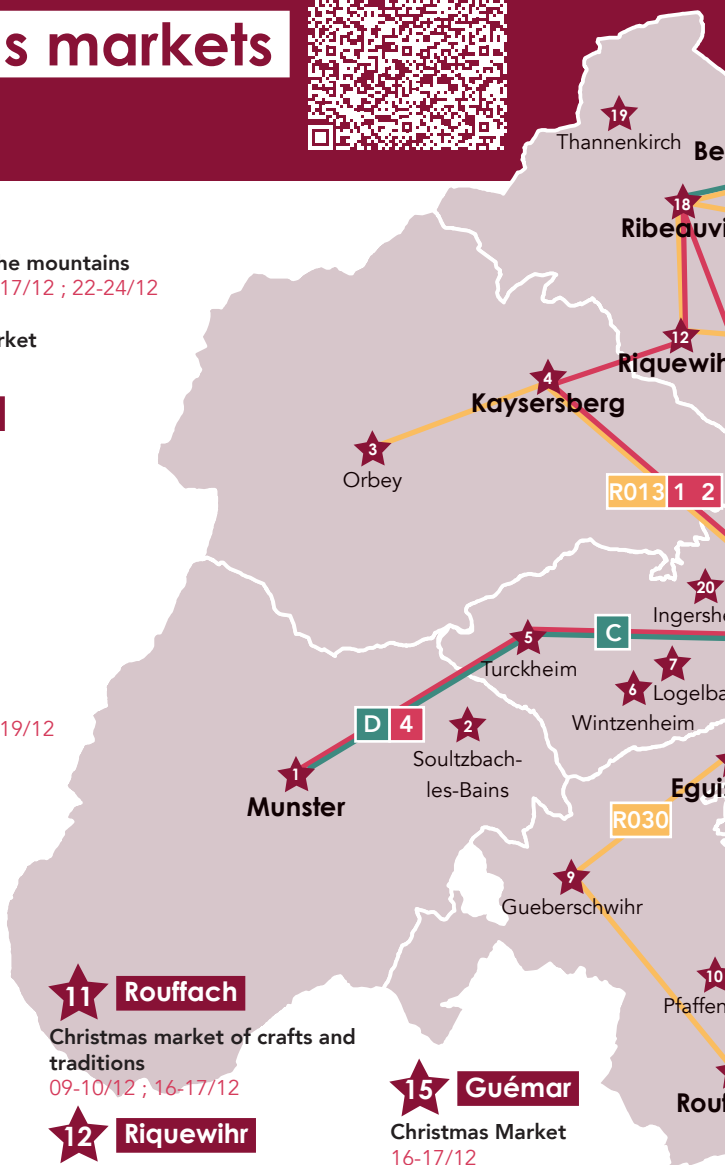 s markets
19
Thannenkirch
Be
18
Ribeauvi
he mountains
17/12 ; 22-24/12
rket
12
Riquewih
4
Kaysersberg
3
Orbey
R013 1 2
20
Ingershe
5
C
Turckheim
7
6
Logelba
Wintzenheim
19/12
D 4
2
Soultzbach-
les-Bains
1
Munster
Eguis
R030
9
Gueberschwihr
10
Pfaffen
11 Rouffach
Christmas market of crafts and
traditions
09-10/12 ; 16-17/12
12 Riquewihr
15 Guémar
Christmas Market
16-17/12
Rouf